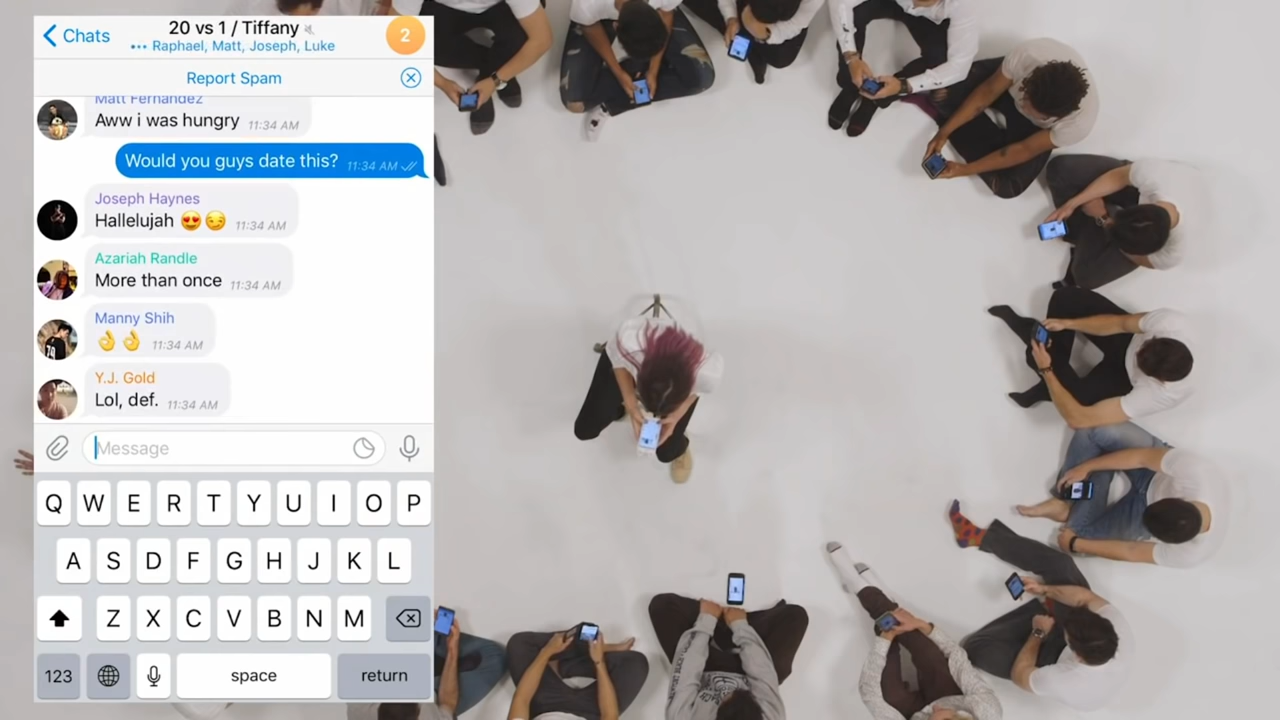 Chats
20 vs 1 / Tiffany
Raphael, Matt, Joseph, Luke
2
Report Spam
Matt Fernandez
Aww i was hungry 11:34 AM
Would you guys date this? 11:34 AM
Joseph Haynes
Hallelujah 😍😏 11:34 AM
Azariah Randle
More than once 11:34 AM
Manny Shih
👌👌 11:34 AM
Y.J. Gold
Lol, def. 11:34 AM
Message
Q W E R T Y U I O P
A S D F G H J K L
Z X C V B N M
123 space return